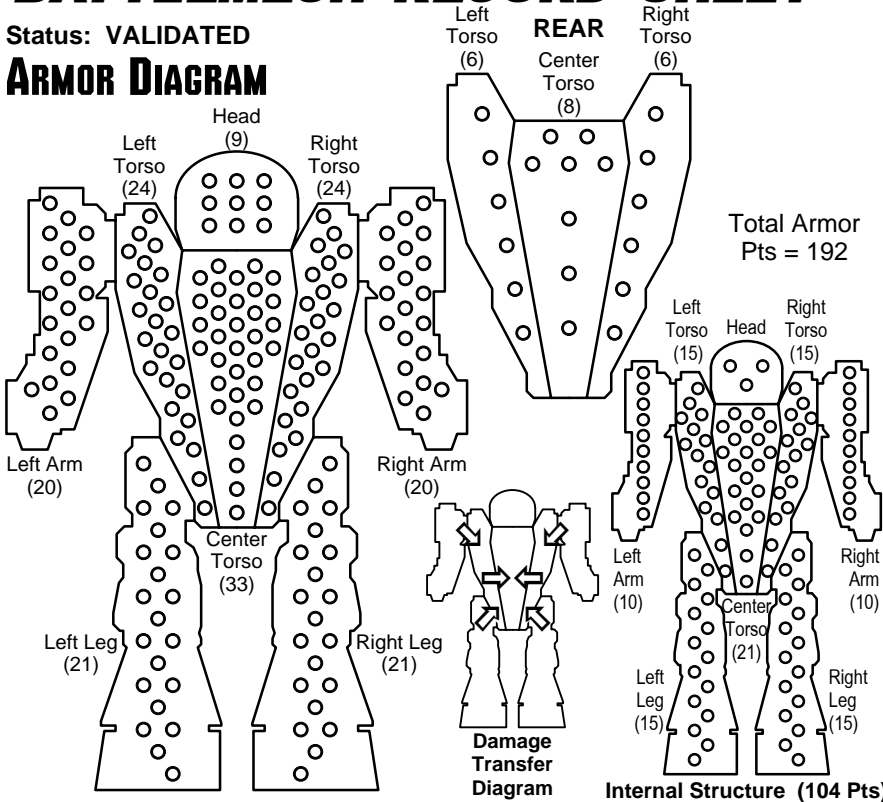 BATTLEMECH RECORD SHEET
Status: VALIDATED
ARMOR DIAGRAM
Head
(9)
Left
Torso
(24)
Right
Torso
(24)
Left Arm
(20)
Right Arm
(20)
Center
Torso
(33)
Left Leg
(21)
Right Leg
(21)
REAR
Left
Torso
(6)
Center
Torso
(8)
Right
Torso
(6)
Total Armor
Pts = 192
Left
Torso
(15)
Head
Right
Torso
(15)
Left
Arm
(10)
Right
Arm
(10)
Center
Torso
(21)
Left
Leg
(15)
Right
Leg
(15)
Damage
Transfer
Diagram
Internal Structure (104 Pts)